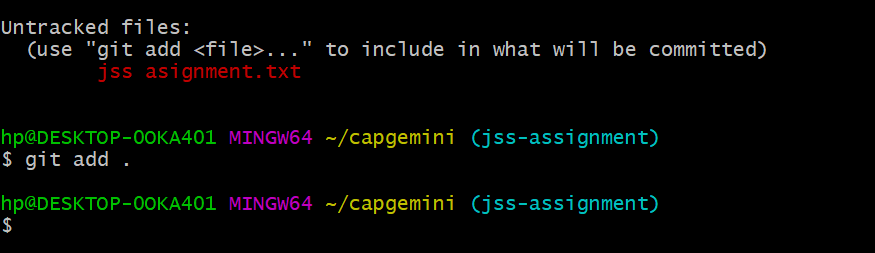 Untracked files:
  (use "git add <file>..." to include in what will be committed)
        jss asignment.txt
hp@DESKTOP-OOKA401 MINGW64 ~/capgemini (jss-assignment)
$ git add .
hp@DESKTOP-OOKA401 MINGW64 ~/capgemini (jss-assignment)
$